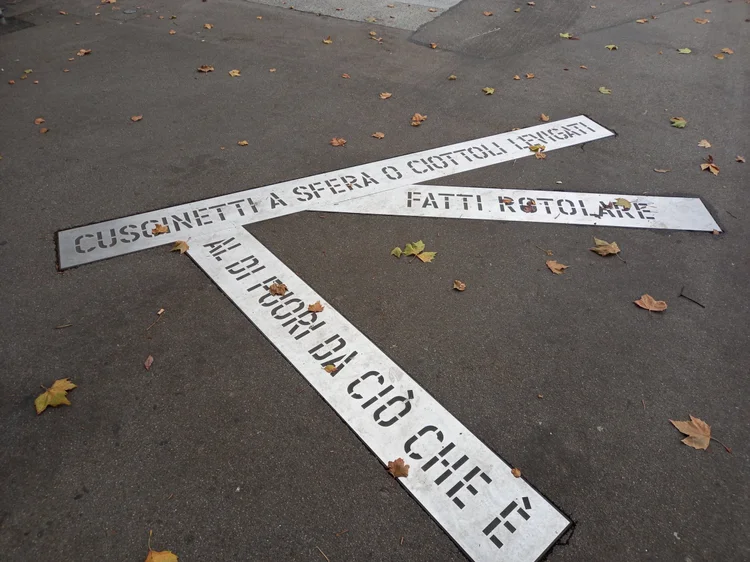 CUSCINETTI A SFERA O CIOTTOLI LEVIGATI
FATTI ROTOLARE
AL DI FUORI DA CIÒ CHE È